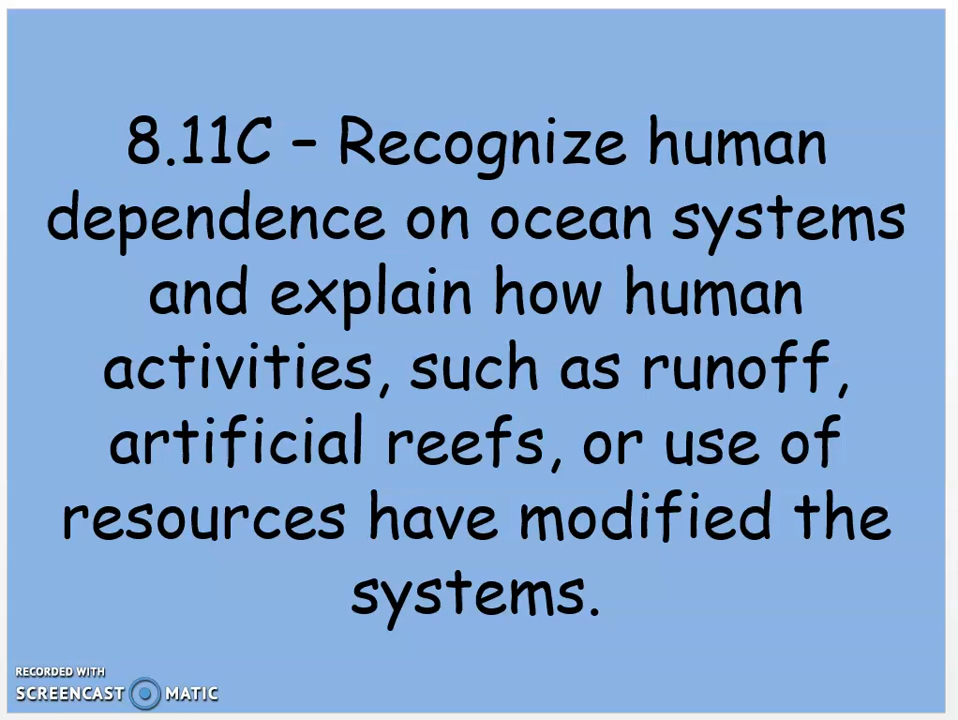 8.11C – Recognize human
dependence on ocean systems
and explain how human
activities, such as runoff,
artificial reefs, or use of
resources have modified the
systems.
RECORDED WITH
SCREENCAST MATIC